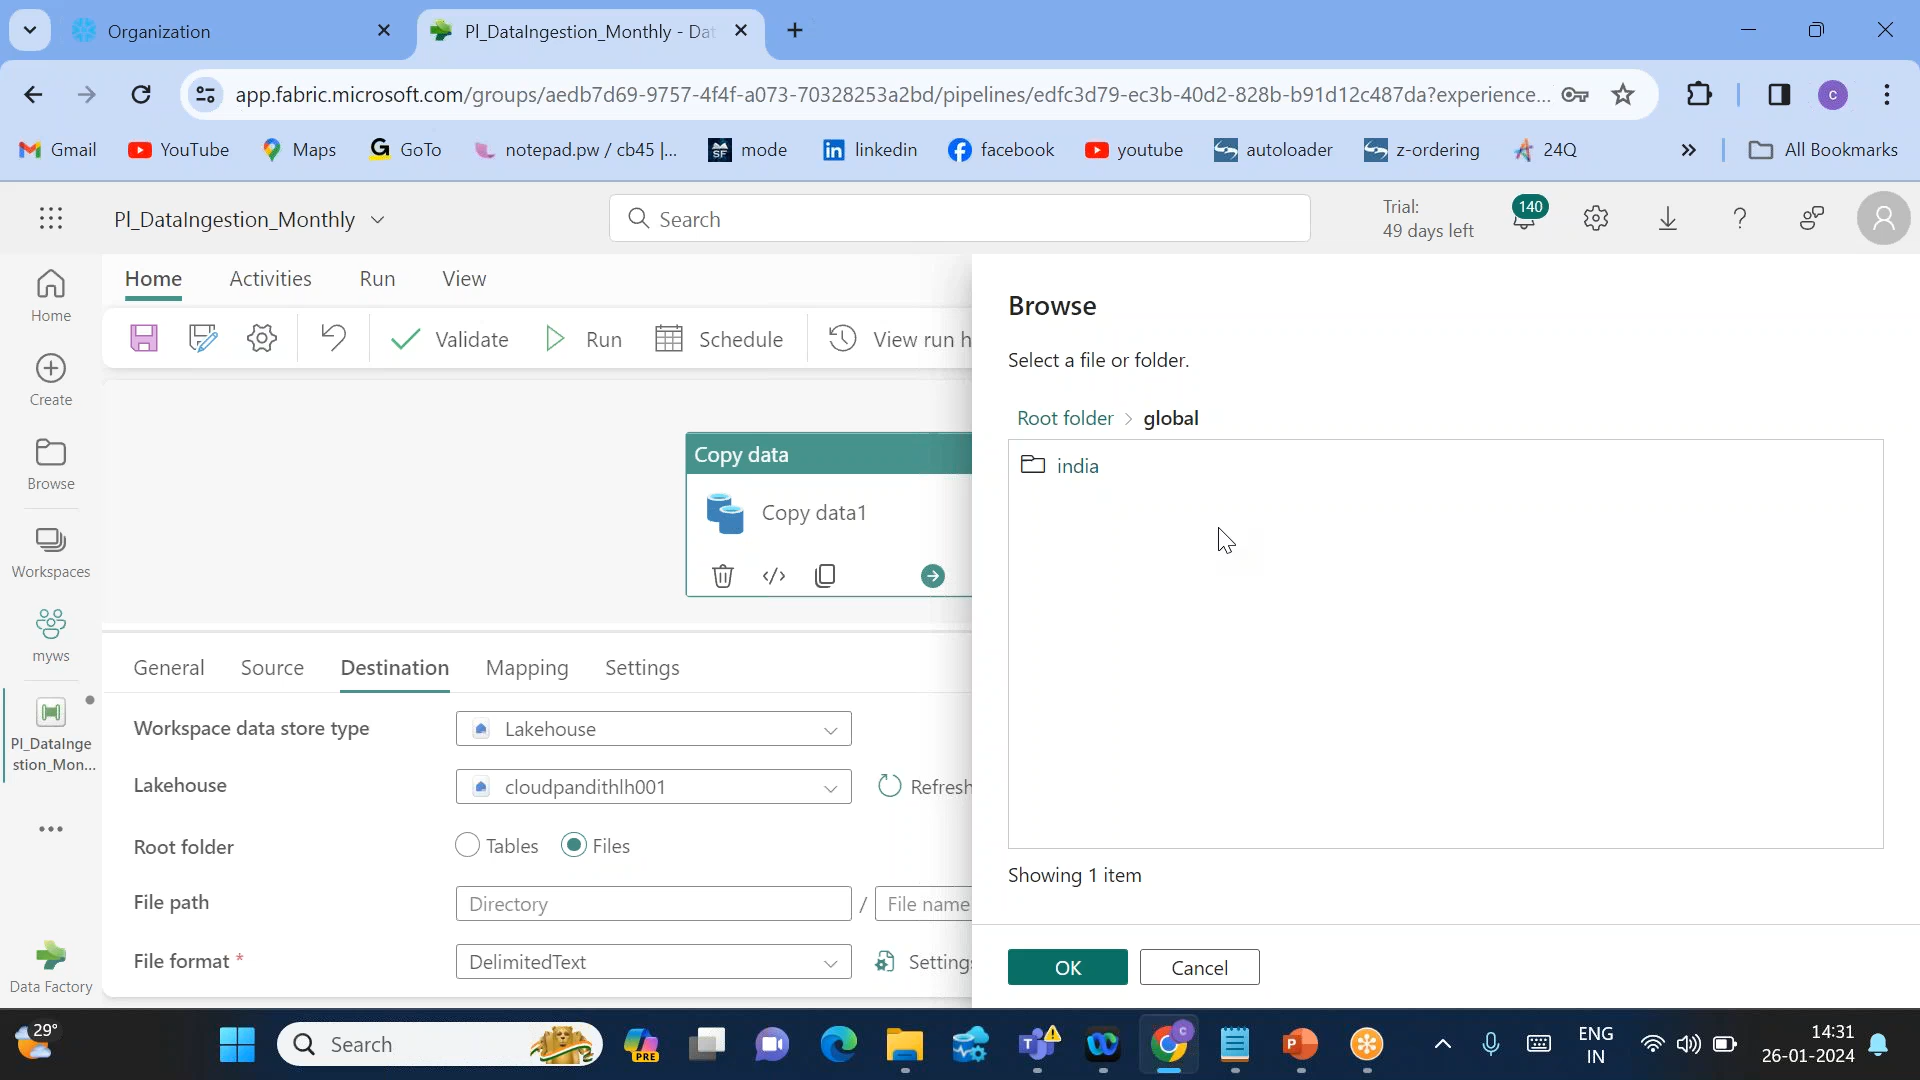 Organization
Pl_DataIngestion_Monthly - Dat
app.fabric.microsoft.com/groups/aedb7d69-9757-4f4f-a073-70328253a2bd/pipelines/edfc3d79-ec3b-40d2-828b-b91d12c487da?experience...
C
Gmail
YouTube
Maps
GoTo
notepad.pw / cb45 |...
mode
linkedin
facebook
youtube
autoloader
z-ordering
24Q
All Bookmarks
Pl_DataIngestion_Monthly
Search
Trial:
49 days left
140
Home
Create
Browse
Workspaces
myws
Pl_DataInge
stion_Mon...
Data Factory
Home Activities Run View
Validate Run Schedule View run h
Copy data
Copy data1
General Source Destination Mapping Settings
Workspace data store type Lakehouse
Lakehouse cloudpandithlh001 Refresh
Root folder Tables Files
File path Directory / File name
File format * DelimitedText Settings
Browse
Select a file or folder.
Root folder > global
india
Showing 1 item
OK Cancel
29°
Search
PRE
C
ENG
IN
14:31
26-01-2024